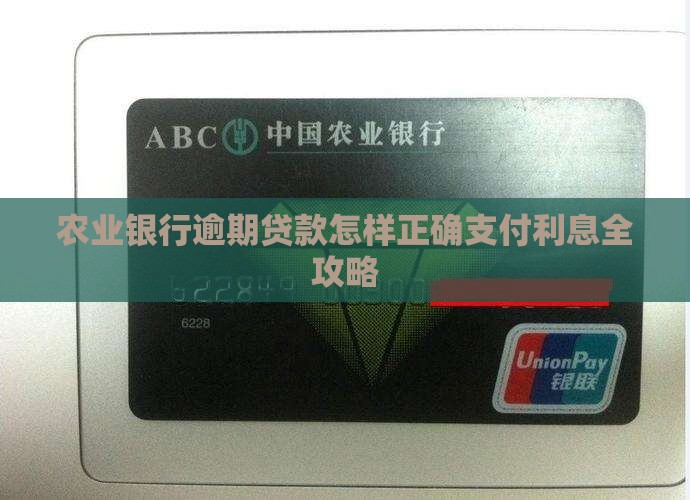 ABC 中国农业银行
农业银行逾期贷款怎样正确支付利息全
攻略
622849
6228
UnionPay
银联